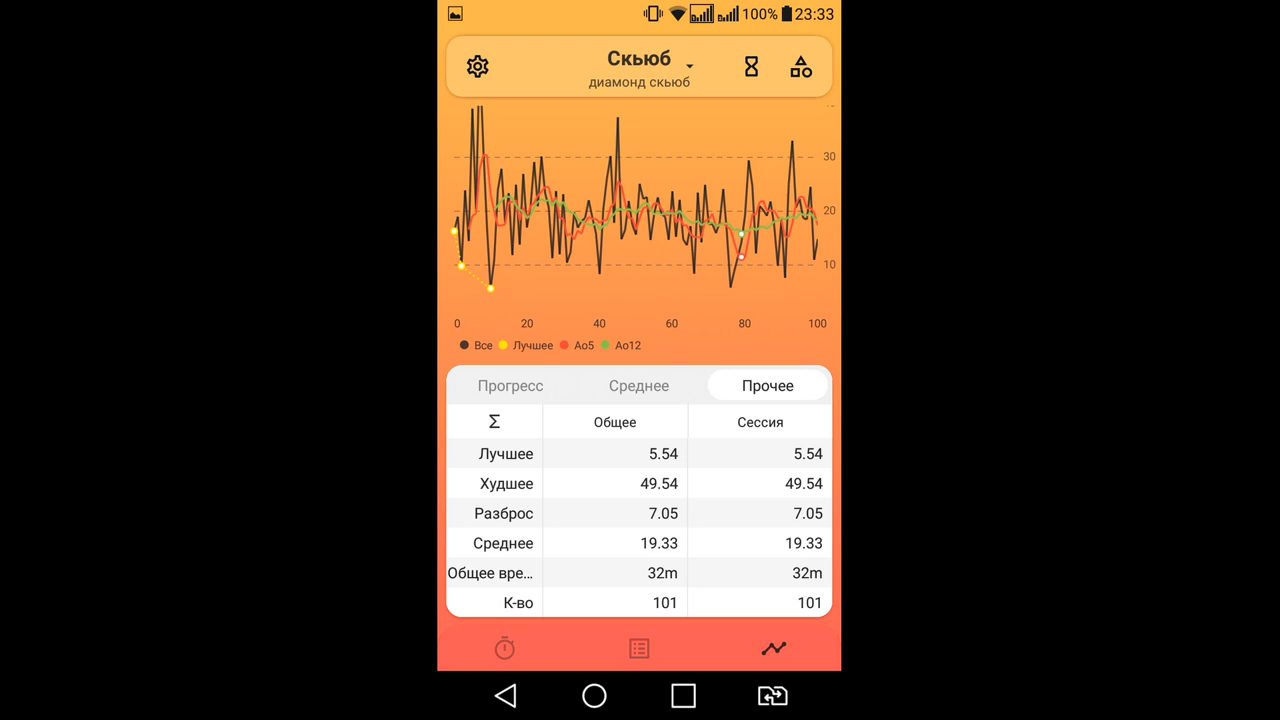 100% 23:33
Скьюб
диамонд скьюб
30
20
10
0 20 40 60 80 100
Все Лучшее Ao5 Ao12
Прогресс Среднее Прочее
Σ Общее Сессия
Лучшее 5.54 5.54
Худшее 49.54 49.54
Разброс 7.05 7.05
Среднее 19.33 19.33
Общее вре... 32m 32m
К-во 101 101